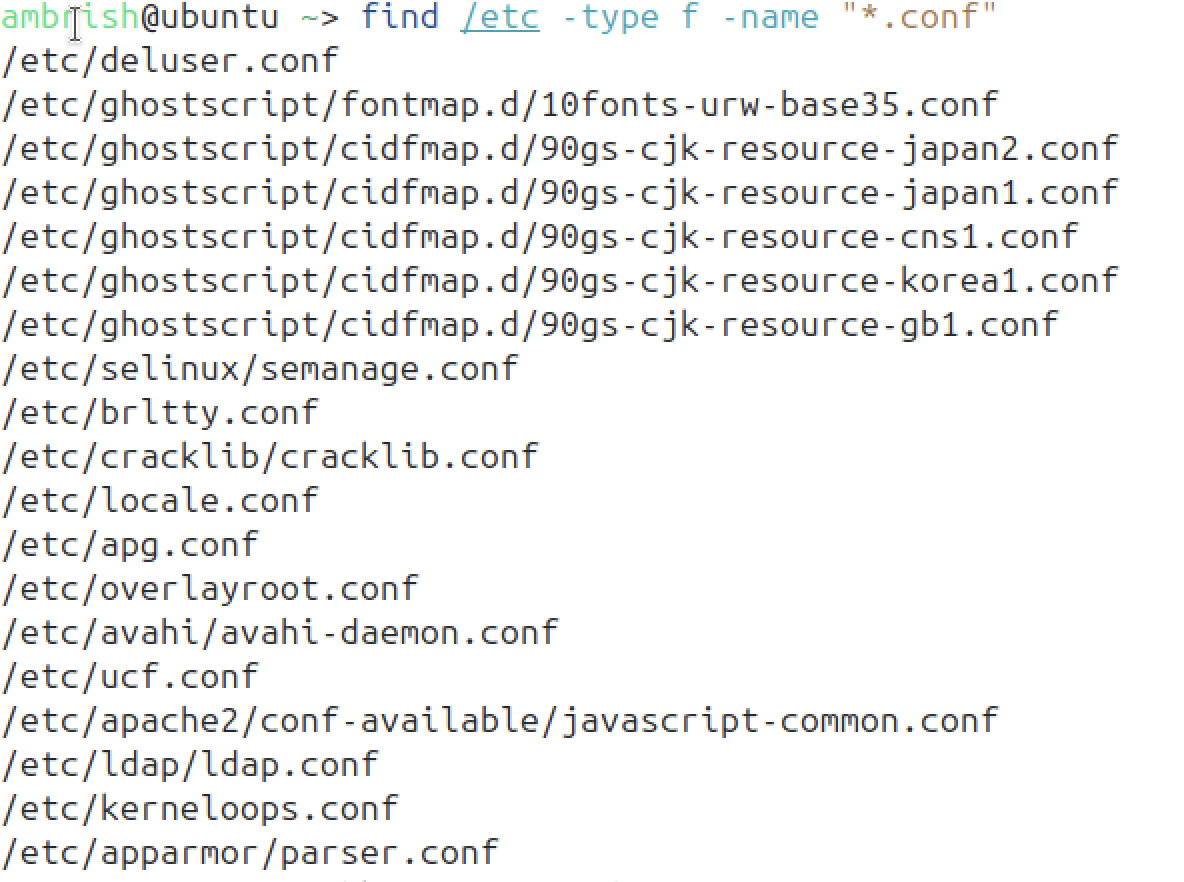 ambrish@ubuntu ~> find /etc -type f -name "*.conf"
/etc/deluser.conf
/etc/ghostscript/fontmap.d/10fonts-urw-base35.conf
/etc/ghostscript/cidfmap.d/90gs-cjk-resource-japan2.conf
/etc/ghostscript/cidfmap.d/90gs-cjk-resource-japan1.conf
/etc/ghostscript/cidfmap.d/90gs-cjk-resource-cns1.conf
/etc/ghostscript/cidfmap.d/90gs-cjk-resource-korea1.conf
/etc/ghostscript/cidfmap.d/90gs-cjk-resource-gb1.conf
/etc/selinux/semanage.conf
/etc/brltty.conf
/etc/cracklib/cracklib.conf
/etc/locale.conf
/etc/apg.conf
/etc/overlayroot.conf
/etc/avahi/avahi-daemon.conf
/etc/ucf.conf
/etc/apache2/conf-available/javascript-common.conf
/etc/ldap/ldap.conf
/etc/kerneloops.conf
/etc/apparmor/parser.conf